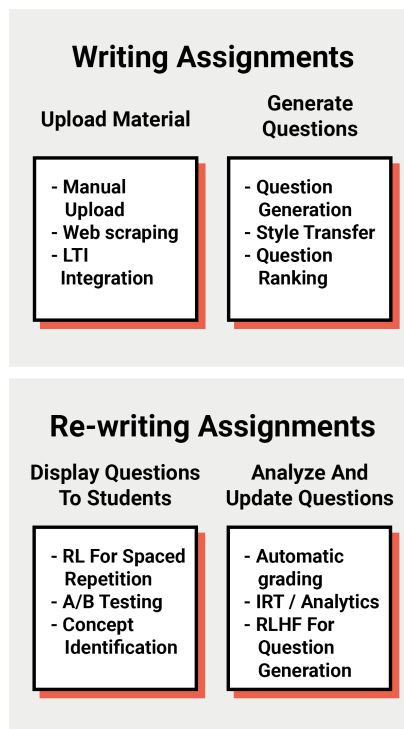 Writing Assignments
Upload Material
Generate
Questions
- Manual
Upload
- Web scraping
- LTI
Integration
- Question
Generation
- Style Transfer
- Question
Ranking
Re-writing Assignments
Display Questions
To Students
Analyze And
Update Questions
- RL For Spaced
Repetition
- A/B Testing
- Concept
Identification
- Automatic
grading
- IRT / Analytics
- RLHF For
Question
Generation